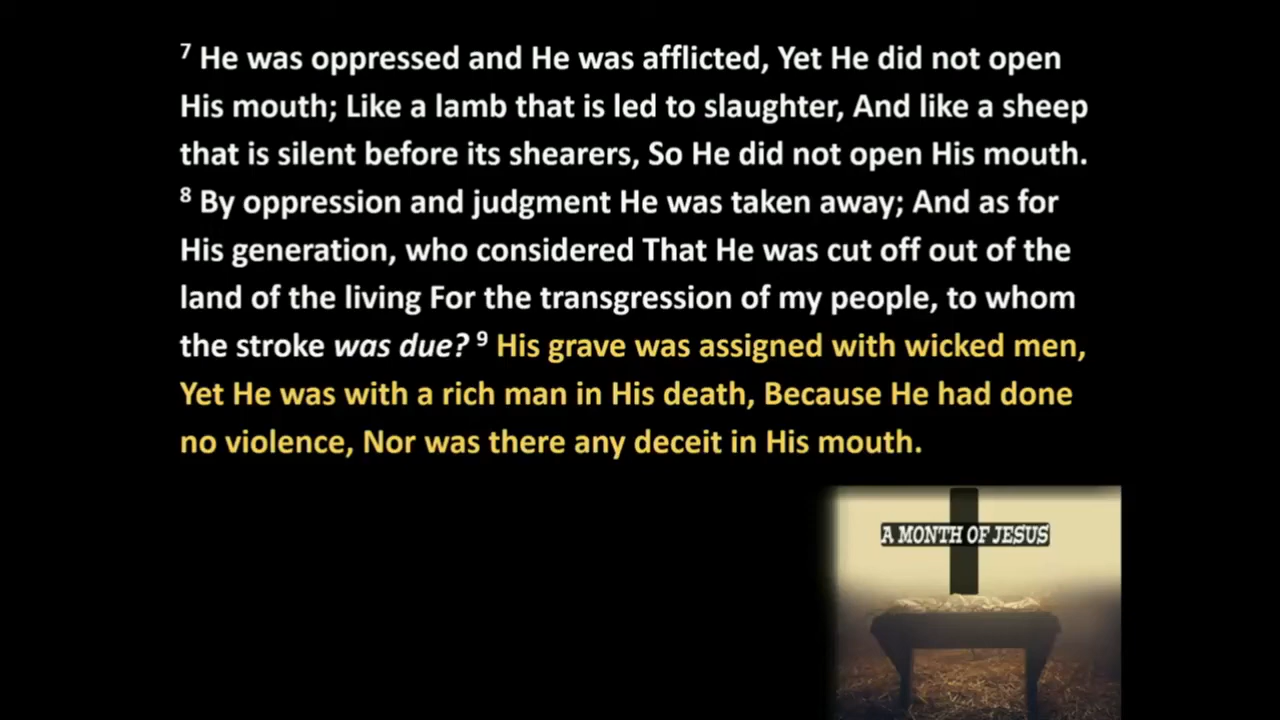 7 He was oppressed and He was afflicted, Yet He did not open
His mouth; Like a lamb that is led to slaughter, And like a sheep
that is silent before its shearers, So He did not open His mouth.
8 By oppression and judgment He was taken away; And as for
His generation, who considered That He was cut off out of the
land of the living For the transgression of my people, to whom
the stroke was due? 9 His grave was assigned with wicked men,
Yet He was with a rich man in His death, Because He had done
no violence, Nor was there any deceit in His mouth.
A MONTH OF JESUS